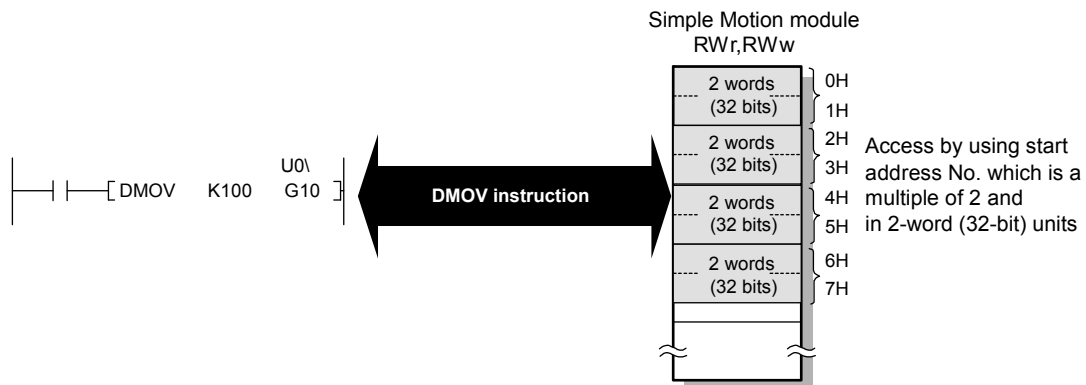 Simple Motion module
RWr,RWw
2 words
(32 bits)
0H
1H
2 words
(32 bits)
2H
3H
2 words
(32 bits)
4H
5H
2 words
(32 bits)
6H
7H
Access by using start
address No. which is a
multiple of 2 and
in 2-word (32-bit) units
U0\
DMOV K100 G10
DMOV instruction